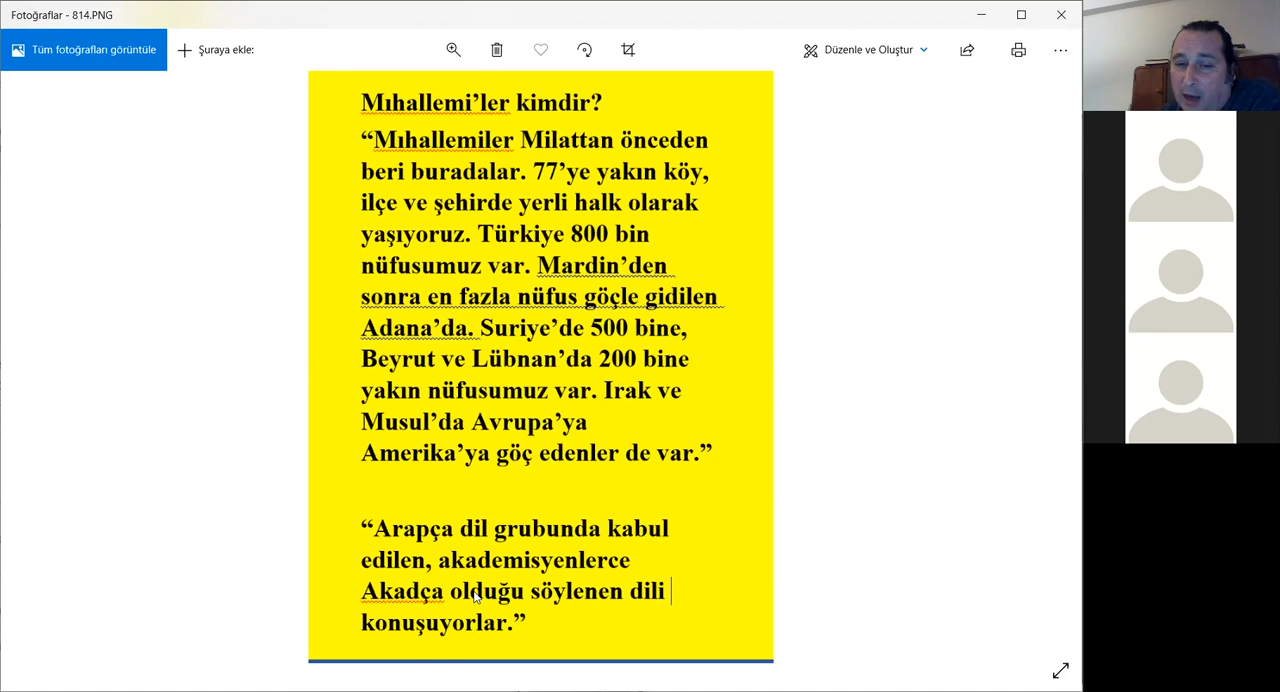 Fotoğraflar - 814.PNG
Tüm fotoğrafları görüntüle
Şuraya ekle:
Düzenle ve Oluştur
Mıhallemi’ler kimdir?
“Mıhallemiler Milattan önceden
beri buradalar. 77’ye yakın köy,
ilçe ve şehirde yerli halk olarak
yaşıyoruz. Türkiye 800 bin
nüfusumuz var. Mardin’den
sonra en fazla nüfus göçle gidilen
Adana’da. Suriye’de 500 bine,
Beyrut ve Lübnan’da 200 bine
yakın nüfusumuz var. Irak ve
Musul’da Avrupa’ya
Amerika’ya göç edenler de var.”
“Arapça dil grubunda kabul
edilen, akademisyenlerce
Akadça olduğu söylenen dili
konuşuyorlar.”